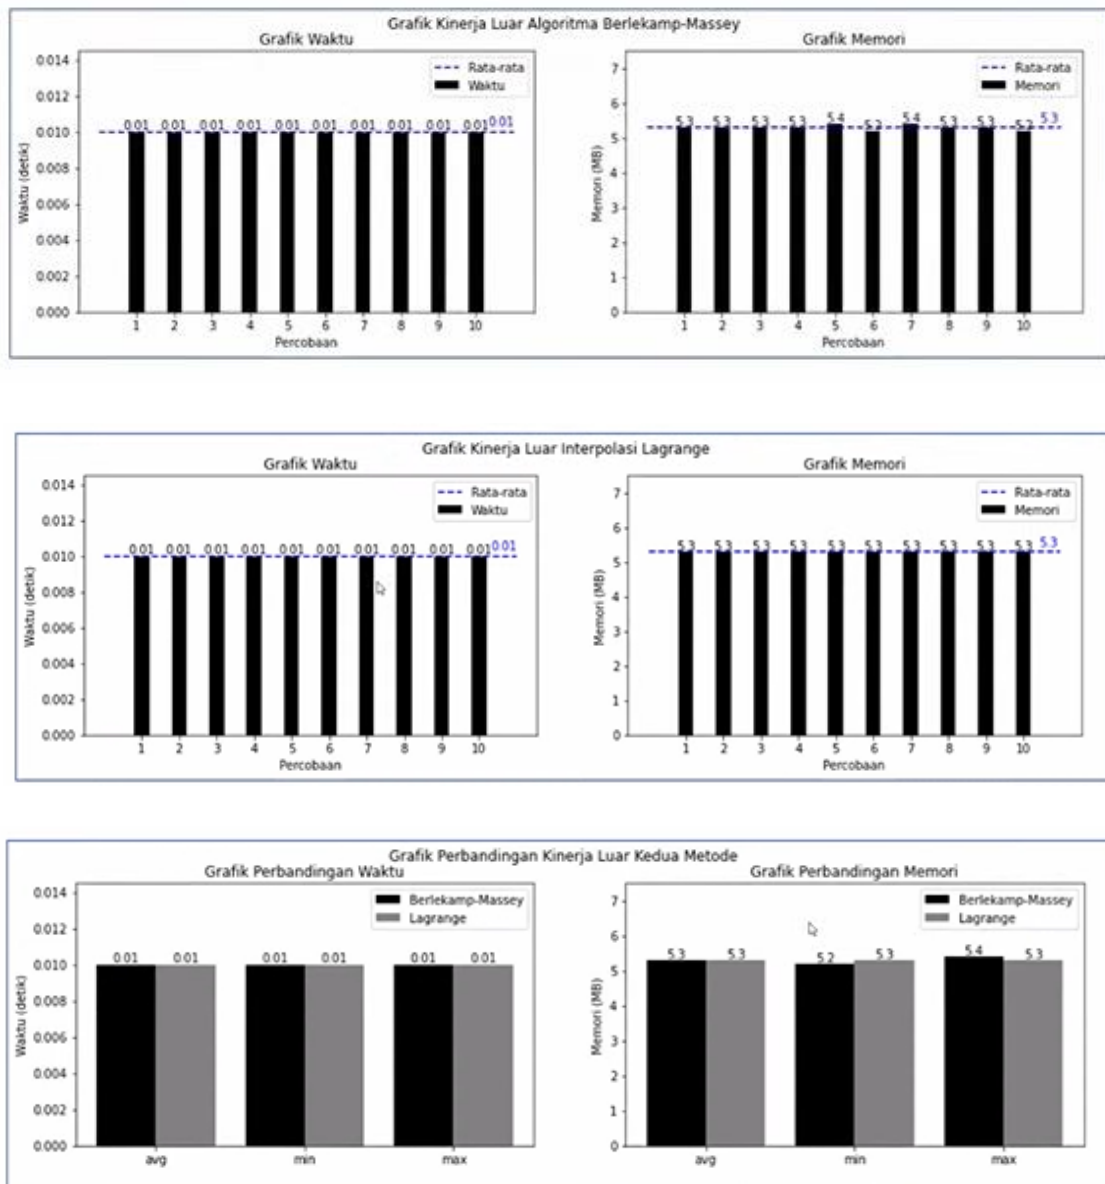 Grafik Kinerja Luar Algoritma Berlekamp-Massey
Grafik Waktu
0.014
0.012
0.010
0.008
0.006
0.004
0.002
0.000
Waktu (detik)
Rata-rata
Waktu
0.01 0.01 0.01 0.01 0.01 0.01 0.01 0.01 0.01 0.01 0.01
1 2 3 4 5 6 7 8 9 10
Percobaan
Grafik Memori
7
6
5
4
3
2
1
0
Memori (MB)
Rata-rata
Memori
5.3 5.3 5.3 5.3 5.4 5.2 5.4 5.3 5.3 5.2 5.3
1 2 3 4 5 6 7 8 9 10
Percobaan
Grafik Kinerja Luar Interpolasi Lagrange
Grafik Waktu
0.014
0.012
0.010
0.008
0.006
0.004
0.002
0.000
Waktu (detik)
Rata-rata
Waktu
0.01 0.01 0.01 0.01 0.01 0.01 0.01 0.01 0.01 0.01 0.01
1 2 3 4 5 6 7 8 9 10
Percobaan
Grafik Memori
7
6
5
4
3
2
1
0
Memori (MB)
Rata-rata
Memori
5.3 5.3 5.3 5.3 5.3 5.3 5.3 5.3 5.3 5.3 5.3
1 2 3 4 5 6 7 8 9 10
Percobaan
Grafik Perbandingan Kinerja Luar Kedua Metode
Grafik Perbandingan Waktu
0.014
0.012
0.010
0.008
0.006
0.004
0.002
0.000
Waktu (detik)
Berlekamp-Massey
Lagrange
0.01 0.01 0.01 0.01 0.01 0.01
avg min max
Grafik Perbandingan Memori
7
6
5
4
3
2
1
0
Memori (MB)
Berlekamp-Massey
Lagrange
5.3 5.3 5.2 5.3 5.4 5.3
avg min max